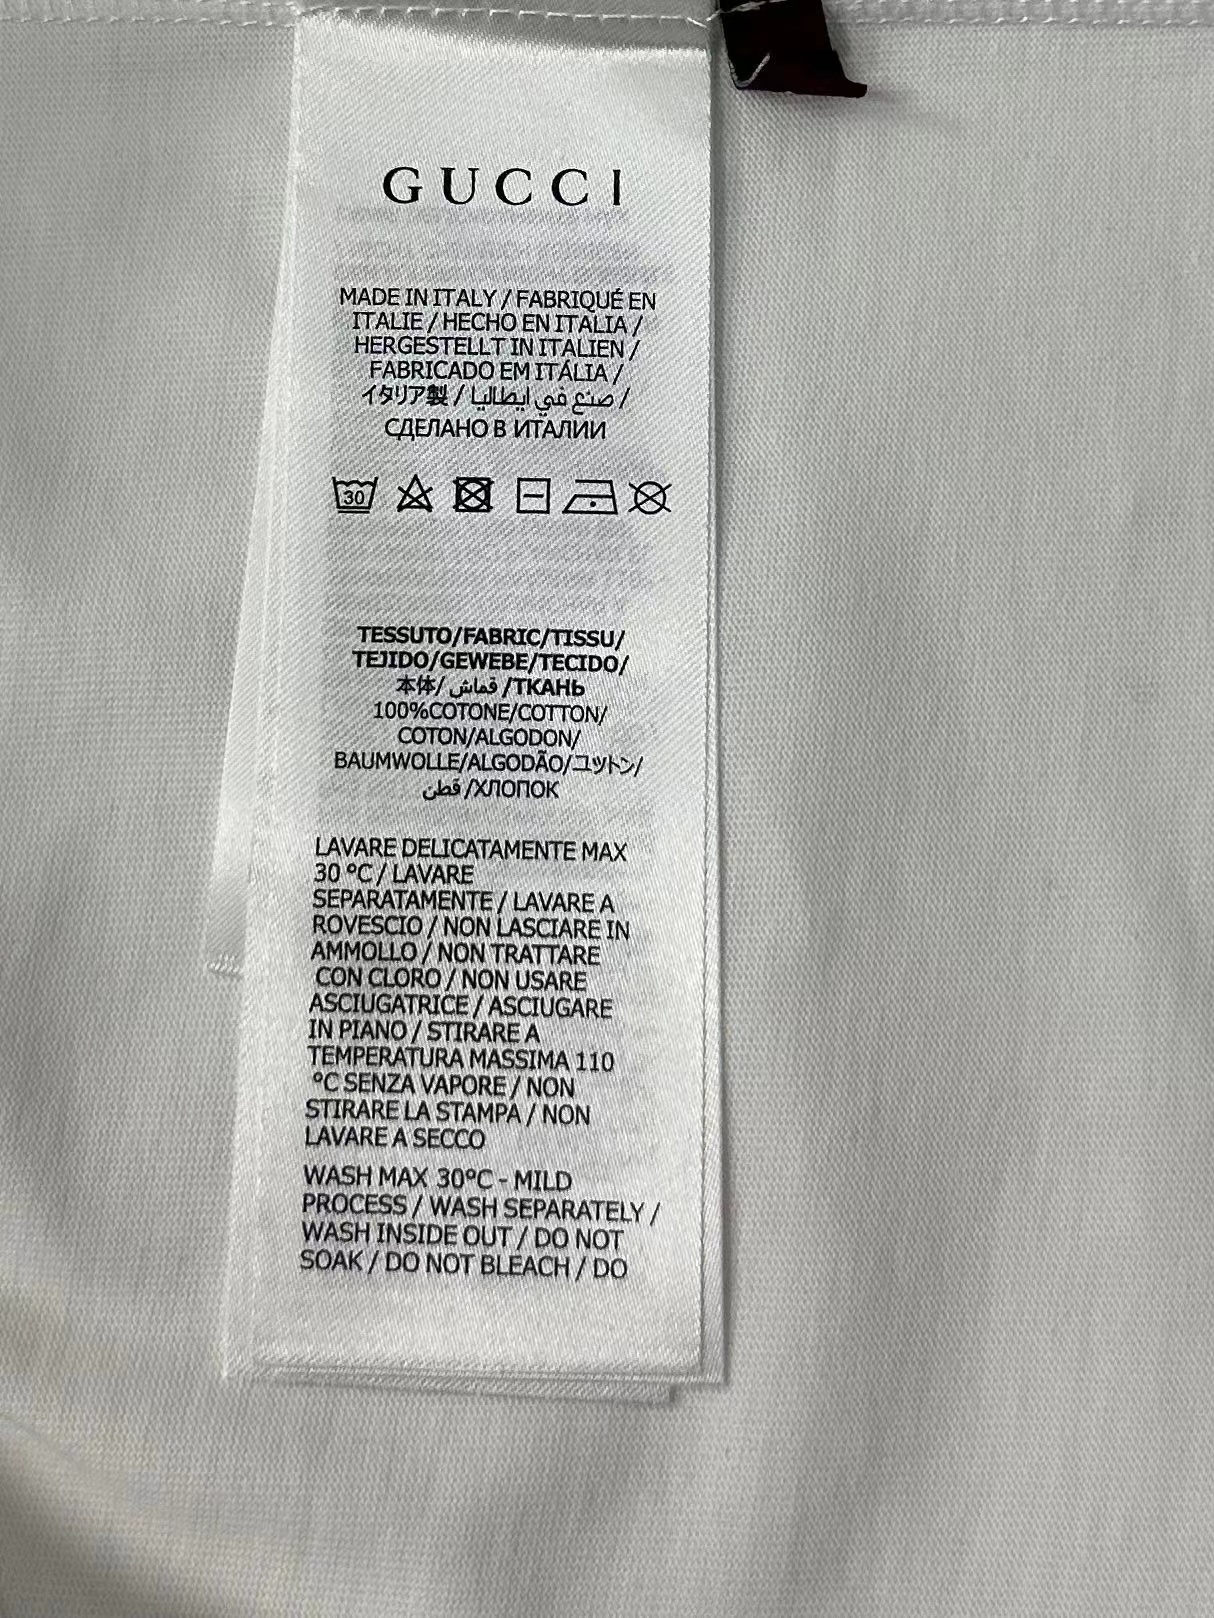 GUCCI
MADE IN ITALY / FABRIQUÉ EN
ITALIE / HECHO EN ITALIA /
HERGESTELLT IN ITALIEN /
FABRICADO EM ITÁLIA /
イタリア製 / صنع في ايطاليا /
СДЕЛАНО В ИТАЛИИ
30
TESSUTO/FABRIC/TISSU/
TEJIDO/GEWEBE/TECIDO/
本体/ قماش /ТКАНЬ
100%COTONE/COTTON/
COTON/ALGODON/
BAUMWOLLE/ALGODÃO/コットン/
قطن /ХЛОПОК
LAVARE DELICATAMENTE MAX
30 °C / LAVARE
SEPARATAMENTE / LAVARE A
ROVESCIO / NON LASCIARE IN
AMMOLLO / NON TRATTARE
CON CLORO / NON USARE
ASCIUGATRICE / ASCIUGARE
IN PIANO / STIRARE A
TEMPERATURA MASSIMA 110
°C SENZA VAPORE / NON
STIRARE LA STAMPA / NON
LAVARE A SECCO
WASH MAX 30°C - MILD
PROCESS / WASH SEPARATELY /
WASH INSIDE OUT / DO NOT
SOAK / DO NOT BLEACH / DO